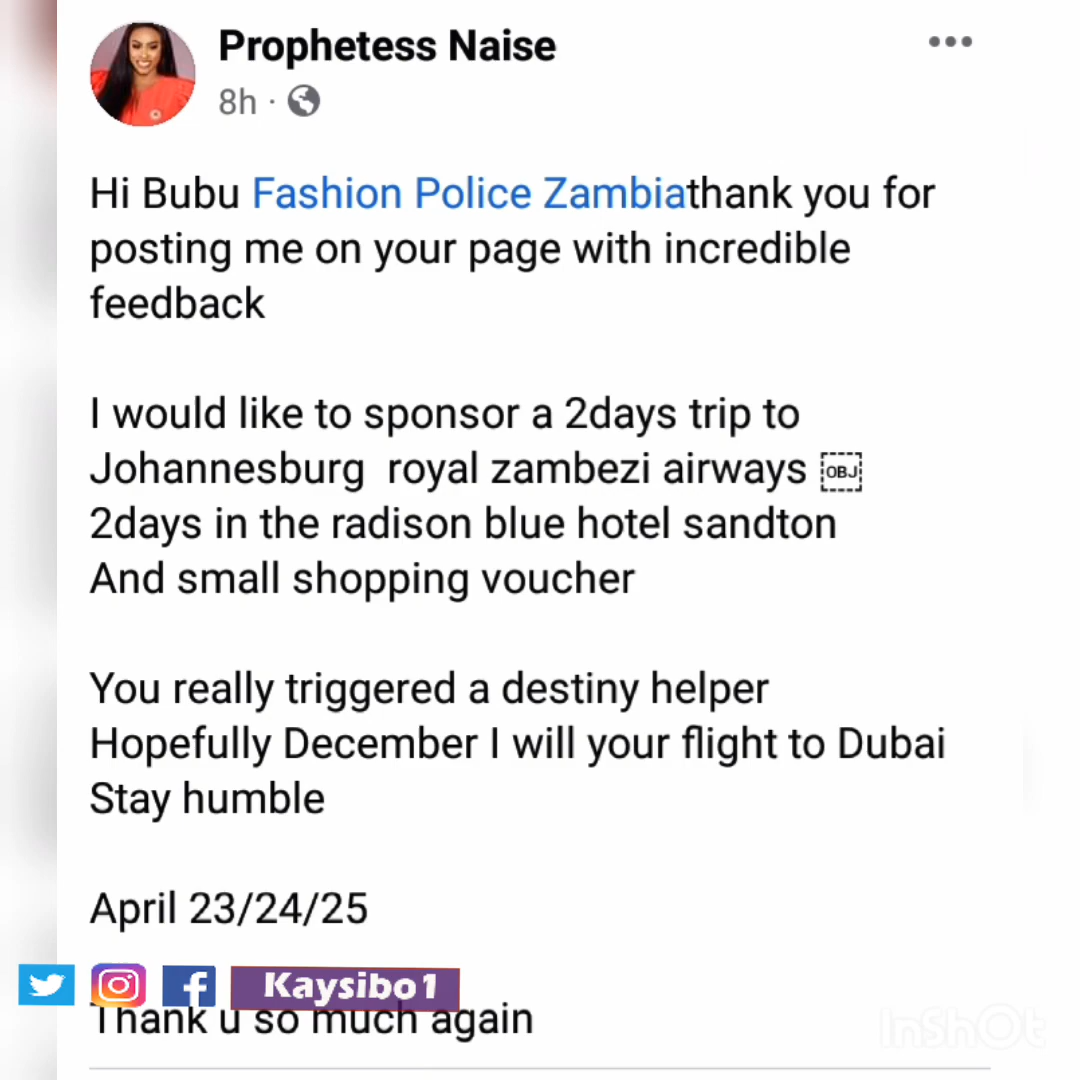 Prophetess Naise
8h ·
Hi Bubu Fashion Police Zambiathank you for
posting me on your page with incredible
feedback
I would like to sponsor a 2days trip to
Johannesburg  royal zambezi airways OBJ
2days in the radison blue hotel sandton
And small shopping voucher
You really triggered a destiny helper
Hopefully December I will your flight to Dubai
Stay humble
April 23/24/25
Kaysibo1
Thank u so much again
InShOt